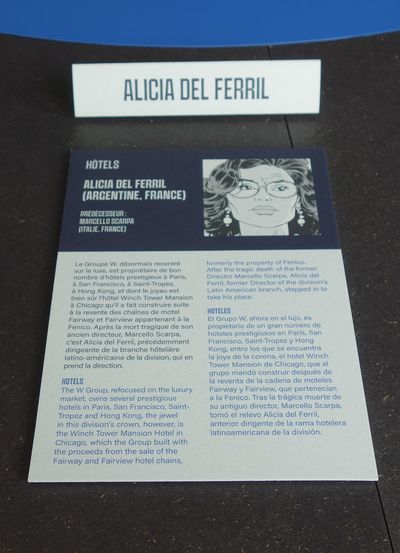 ALICIA DEL FERRIL
HÔTELS
ALICIA DEL FERRIL
(ARGENTINE, FRANCE)
PRÉDÉCESSEUR :
MARCELLO SCARPA
(ITALIE, FRANCE)
Le Groupe W, désormais recentré
sur le luxe, est propriétaire de bon
nombre d'hôtels prestigieux à Paris,
à San Francisco, à Saint-Tropez,
à Hong Kong, et dont le joyau est
bien sûr l'hôtel Winch Tower Mansion
à Chicago qu'il a fait construire suite
à la revente des chaînes de motel
Fairway et Fairview appartenant à la
Fenico. Après la mort tragique de son
ancien directeur, Marcello Scarpa,
c'est Alicia del Ferril, précédemment
dirigeante de la branche hôtelière
latino-américaine de la division, qui en
prend la direction.
HOTELS
The W Group, refocused on the luxury
market, owns several prestigious
hotels in Paris, San Francisco, Saint-
Tropez and Hong Kong, the jewel
in this division's crown, however, is
the Winch Tower Mansion Hotel in
Chicago, which the Group built with
the proceeds from the sale of the
Fairway and Fairview hotel chains,
formerly the property of Fenico.
After the tragic death of the former
Director Marcello Scarpa, Alicia del
Ferril, former Director of the division's
Latin American branch, stepped in to
take his place.
HOTELES
El Grupo W, ahora en el lujo, es
propietario de un gran número de
hoteles prestigiosos en París, San
Francisco, Saint-Tropez y Hong
Kong, entre los que se encuentra
la joya de la corona, el hotel Winch
Tower Mansion de Chicago, que el
grupo mandó construir después de
la reventa de la cadena de moteles
Fairway y Fairview, que pertenecían
a la Fenico. Tras la trágica muerte de
su antiguo director, Marcello Scarpa,
tomó el relevo Alicia del Ferril,
anterior dirigente de la rama hotelera
latinoamericana de la división.